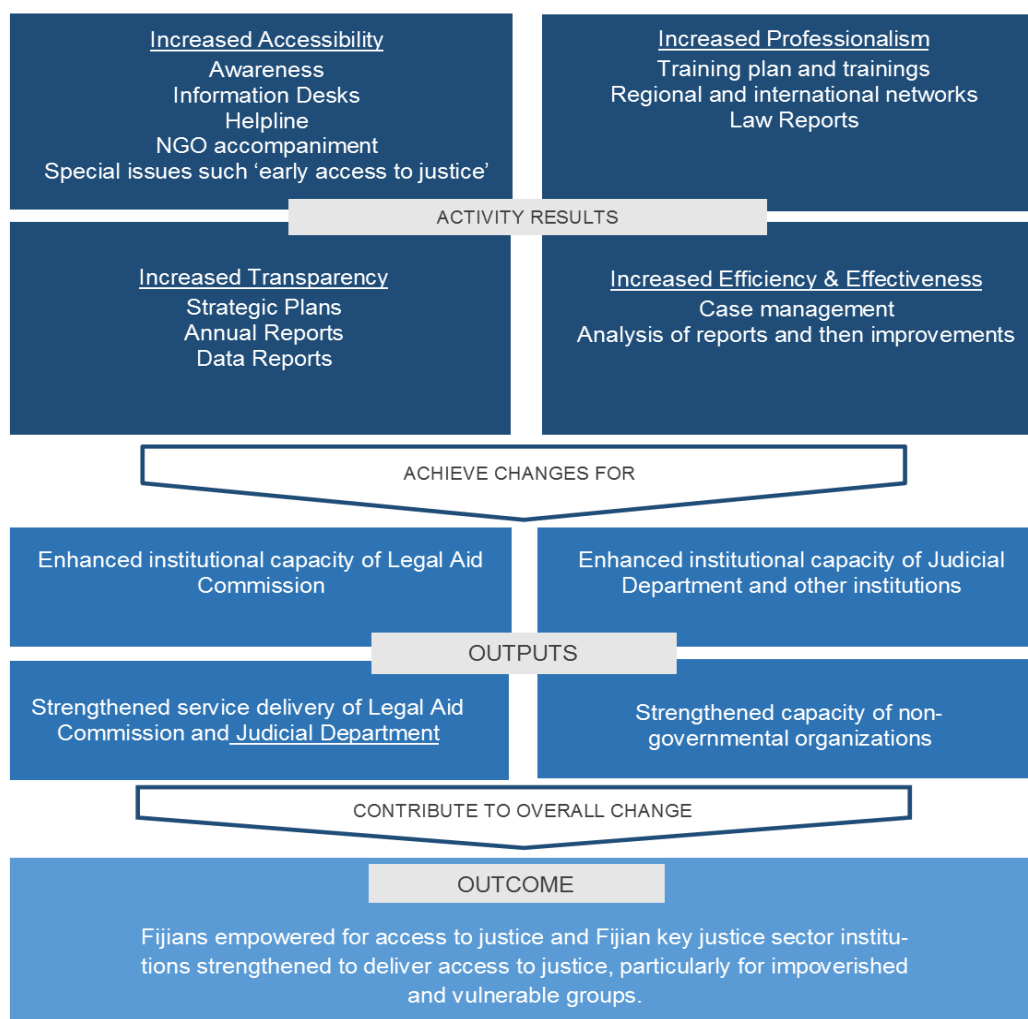 Increased Accessibility
Awareness
Information Desks
Helpline
NGO accompaniment
Special issues such ‘early access to justice’
Increased Professionalism
Training plan and trainings
Regional and international networks
Law Reports
ACTIVITY RESULTS
Increased Transparency
Strategic Plans
Annual Reports
Data Reports
Increased Efficiency & Effectiveness
Case management
Analysis of reports and then improvements
ACHIEVE CHANGES FOR
Enhanced institutional capacity of Legal Aid
Commission
Enhanced institutional capacity of Judicial
Department and other institutions
OUTPUTS
Strengthened service delivery of Legal Aid
Commission and Judicial Department
Strengthened capacity of non-
governmental organizations
CONTRIBUTE TO OVERALL CHANGE
OUTCOME
Fijians empowered for access to justice and Fijian key justice sector institu-
tions strengthened to deliver access to justice, particularly for impoverished
and vulnerable groups.